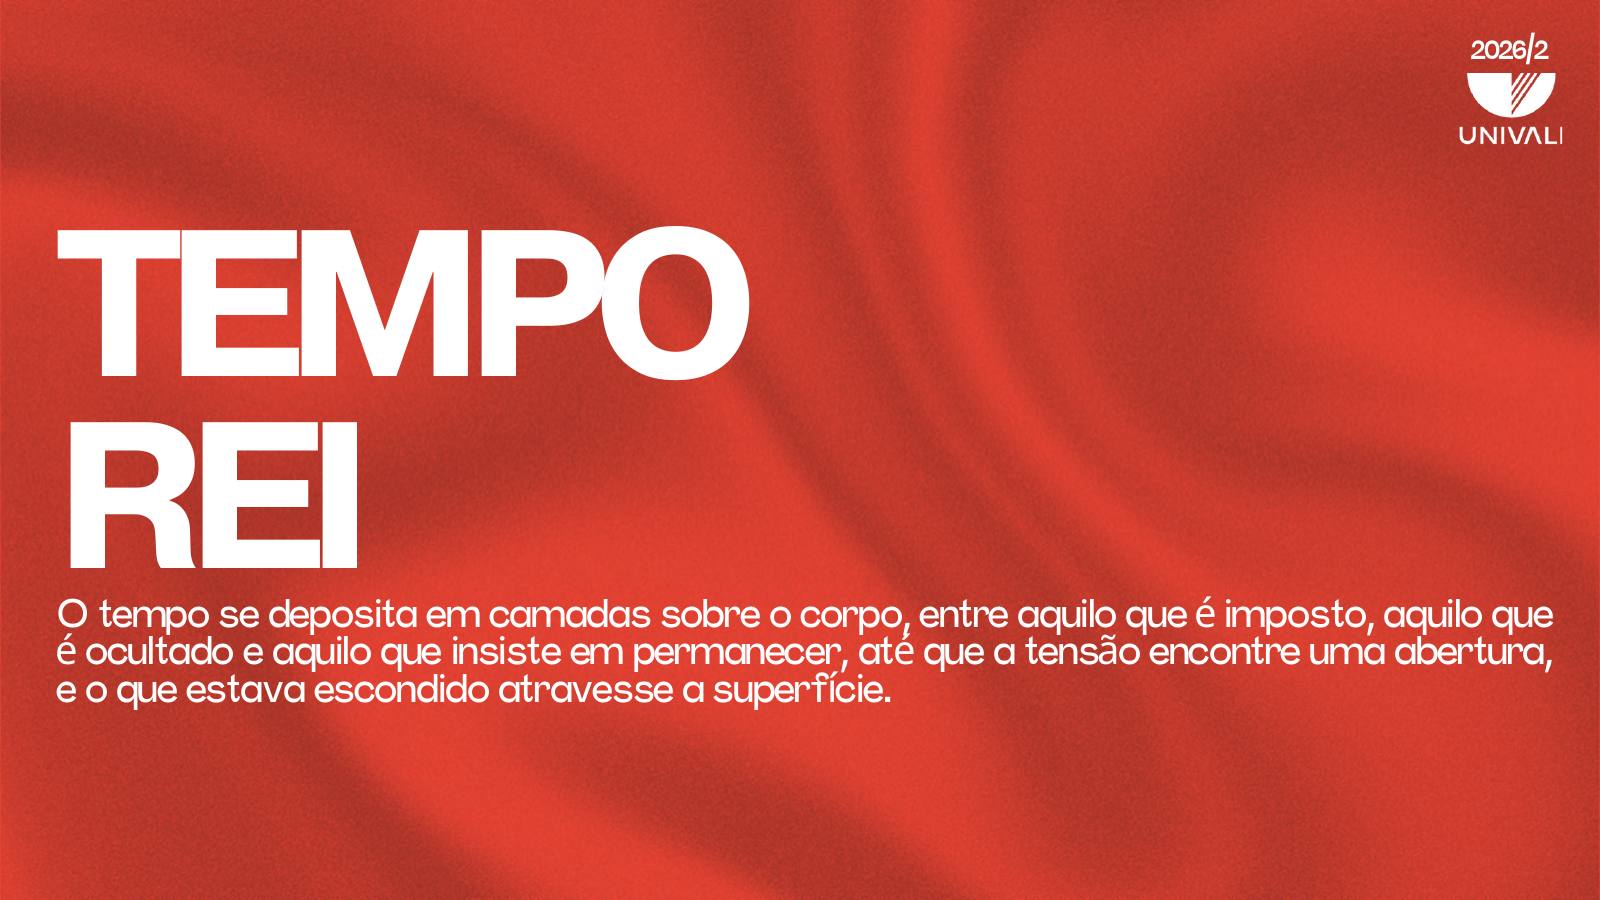 2026/2
UNIVALI
TEMPO
REI
O tempo se deposita em camadas sobre o corpo, entre aquilo que é imposto, aquilo que
é ocultado e aquilo que insiste em permanecer, até que a tensão encontre uma abertura,
e o que estava escondido atravesse a superfície.